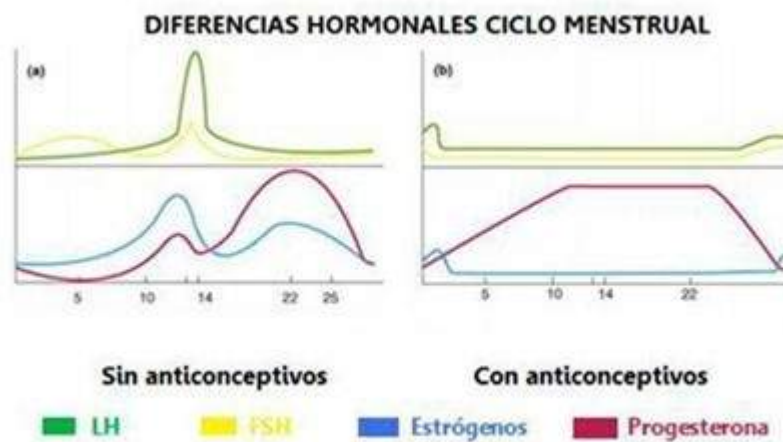 DIFERENCIAS HORMONALES CICLO MENSTRUAL
(a)
(b)
5 10 14 22 25
5 10 14 22
Sin anticonceptivos
Con anticonceptivos
LH FSH Estrógenos Progesterona